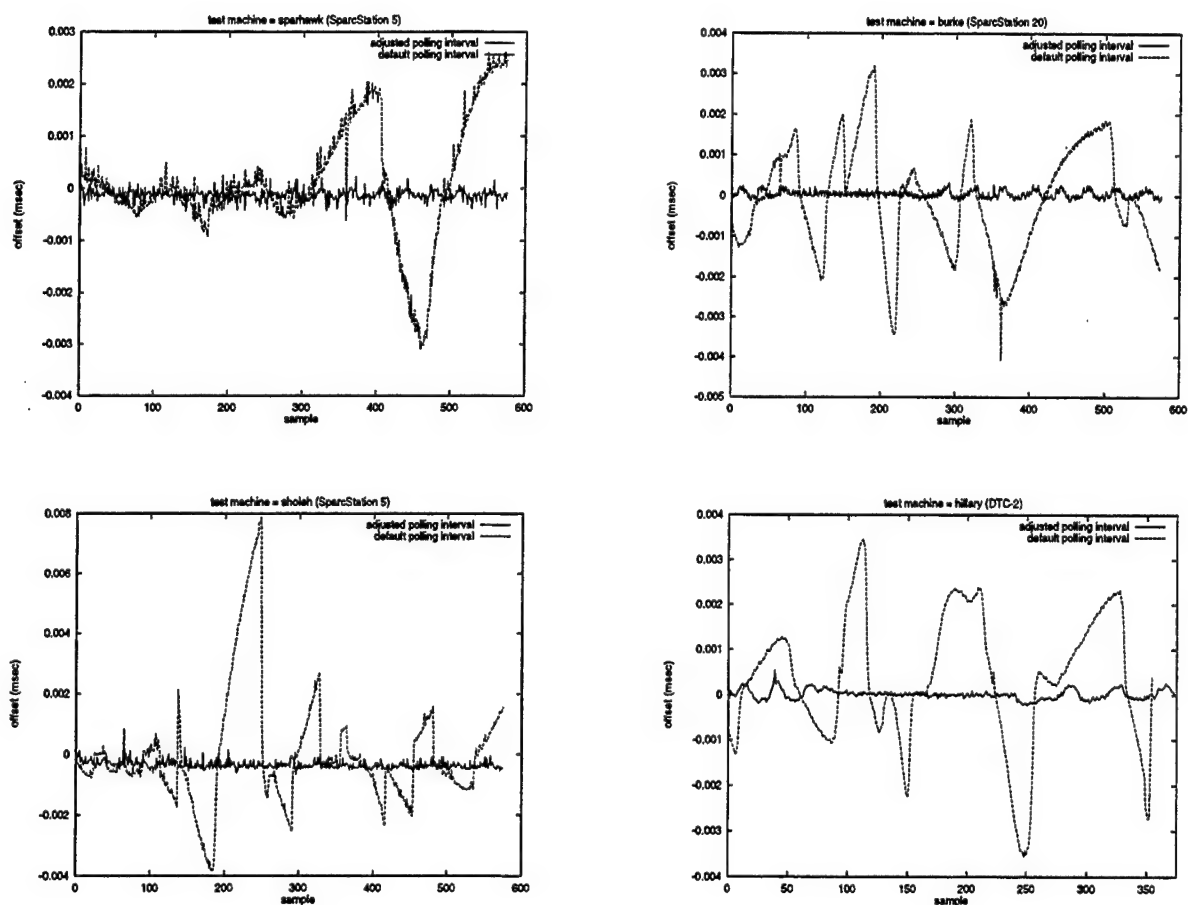 test machine = sparhawk (SparcStation 5)
adjusted polling interval
default polling interval
offset (msec)
0.003
0.002
0.001
0
-0.001
-0.002
-0.003
-0.004
0 100 200 300 400 500 600
sample
test machine = burke (SparcStation 20)
adjusted polling interval
default polling interval
offset (msec)
0.004
0.003
0.002
0.001
0
-0.001
-0.002
-0.003
-0.004
-0.005
0 100 200 300 400 500 600
sample
test machine = sholeh (SparcStation 5)
adjusted polling interval
default polling interval
offset (msec)
0.008
0.006
0.004
0.002
0
-0.002
-0.004
0 100 200 300 400 500 600
sample
test machine = hillary (DTC-2)
adjusted polling interval
default polling interval
offset (msec)
0.004
0.003
0.002
0.001
0
-0.001
-0.002
-0.003
-0.004
0 50 100 150 200 250 300 350
sample